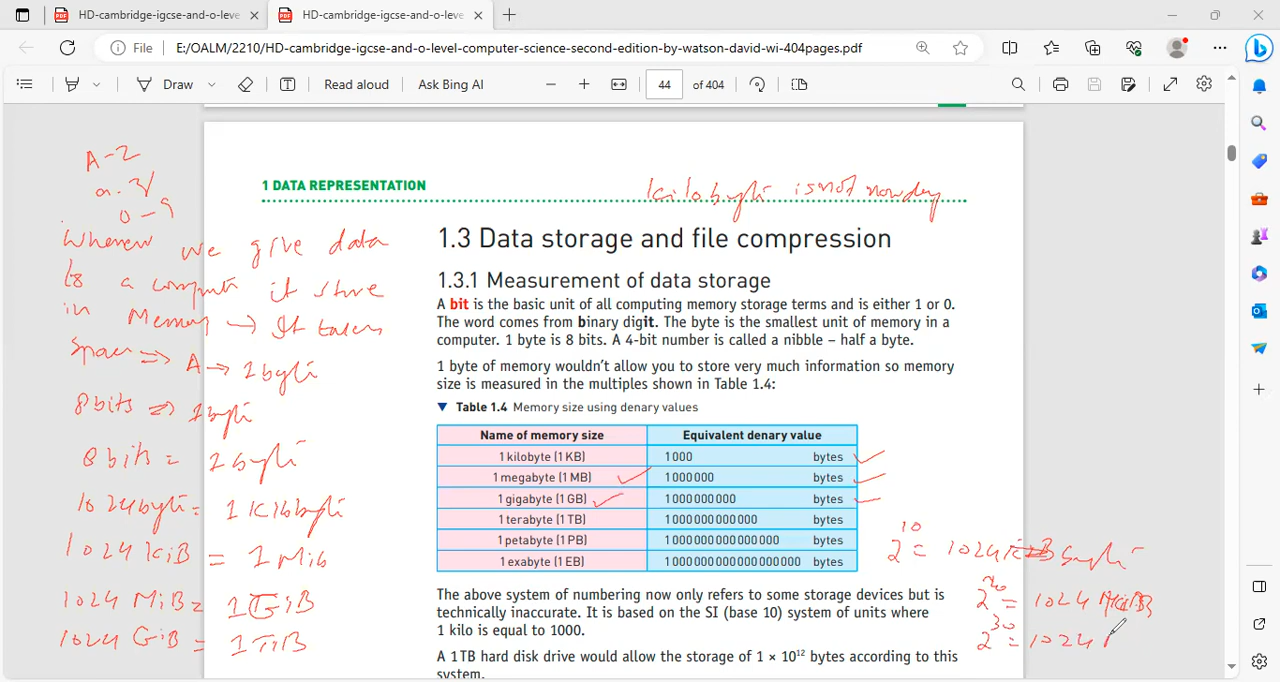 HD-cambridge-igcse-and-o-leve
HD-cambridge-igcse-and-o-leve
File E:/OALM/2210/HD-cambridge-igcse-and-o-level-computer-science-second-edition-by-watson-david-wi-404pages.pdf
Draw
Read aloud
Ask Bing AI
44 of 404
1 DATA REPRESENTATION
kilobyte is not nowday
1.3 Data storage and file compression
1.3.1 Measurement of data storage
A bit is the basic unit of all computing memory storage terms and is either 1 or 0.
The word comes from binary digit. The byte is the smallest unit of memory in a
computer. 1 byte is 8 bits. A 4-bit number is called a nibble – half a byte.
1 byte of memory wouldn't allow you to store very much information so memory
size is measured in the multiples shown in Table 1.4:
▼ Table 1.4 Memory size using denary values
Name of memory size Equivalent denary value
1 kilobyte (1 KB) 1000 bytes
1 megabyte (1 MB) 1000000 bytes
1 gigabyte (1 GB) 1000000000 bytes
1 terabyte (1 TB) 1000000000000 bytes
1 petabyte (1 PB) 1000000000000000 bytes
1 exabyte (1 EB) 1000000000000000000 bytes
The above system of numbering now only refers to some storage devices but is
technically inaccurate. It is based on the SI (base 10) system of units where
1 kilo is equal to 1000.
A 1 TB hard disk drive would allow the storage of 1 × 10¹² bytes according to this
system.
A-Z
0 - 9
we give data
to a computer it store
in Memory → It takes
space ⇒ A → 1 byte
8 bits ⇒ 1 byte
8 bits = 1 byte
1024 byte = 1 Kilobyte
1024 KiB = 1 Mib
1024 MiB = 1 GiB
1024 GiB = 1 TiB
2¹⁰ = 1024 byte
2²⁰ = 1024
2³⁰ = 1024